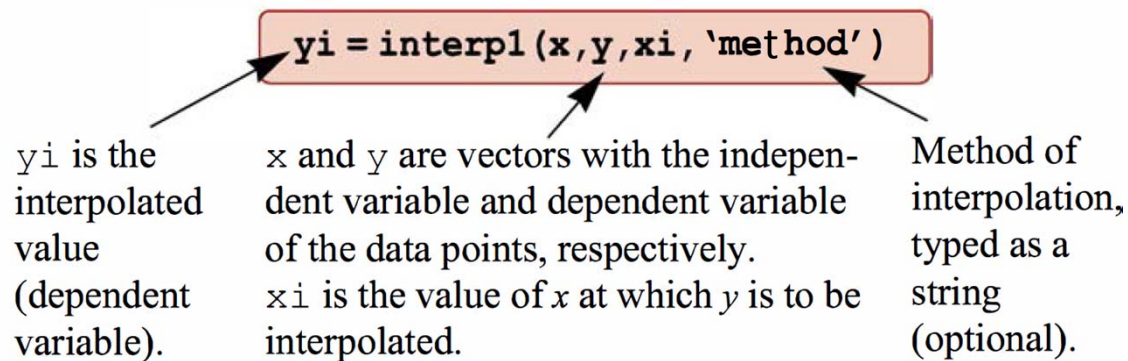 yi = interp1(x,y,xi,‘method’)
yi is the
interpolated
value
(dependent
variable).
x and y are vectors with the indepen-
dent variable and dependent variable
of the data points, respectively.
xi is the value of x at which y is to be
interpolated.
Method of
interpolation,
typed as a
string
(optional).